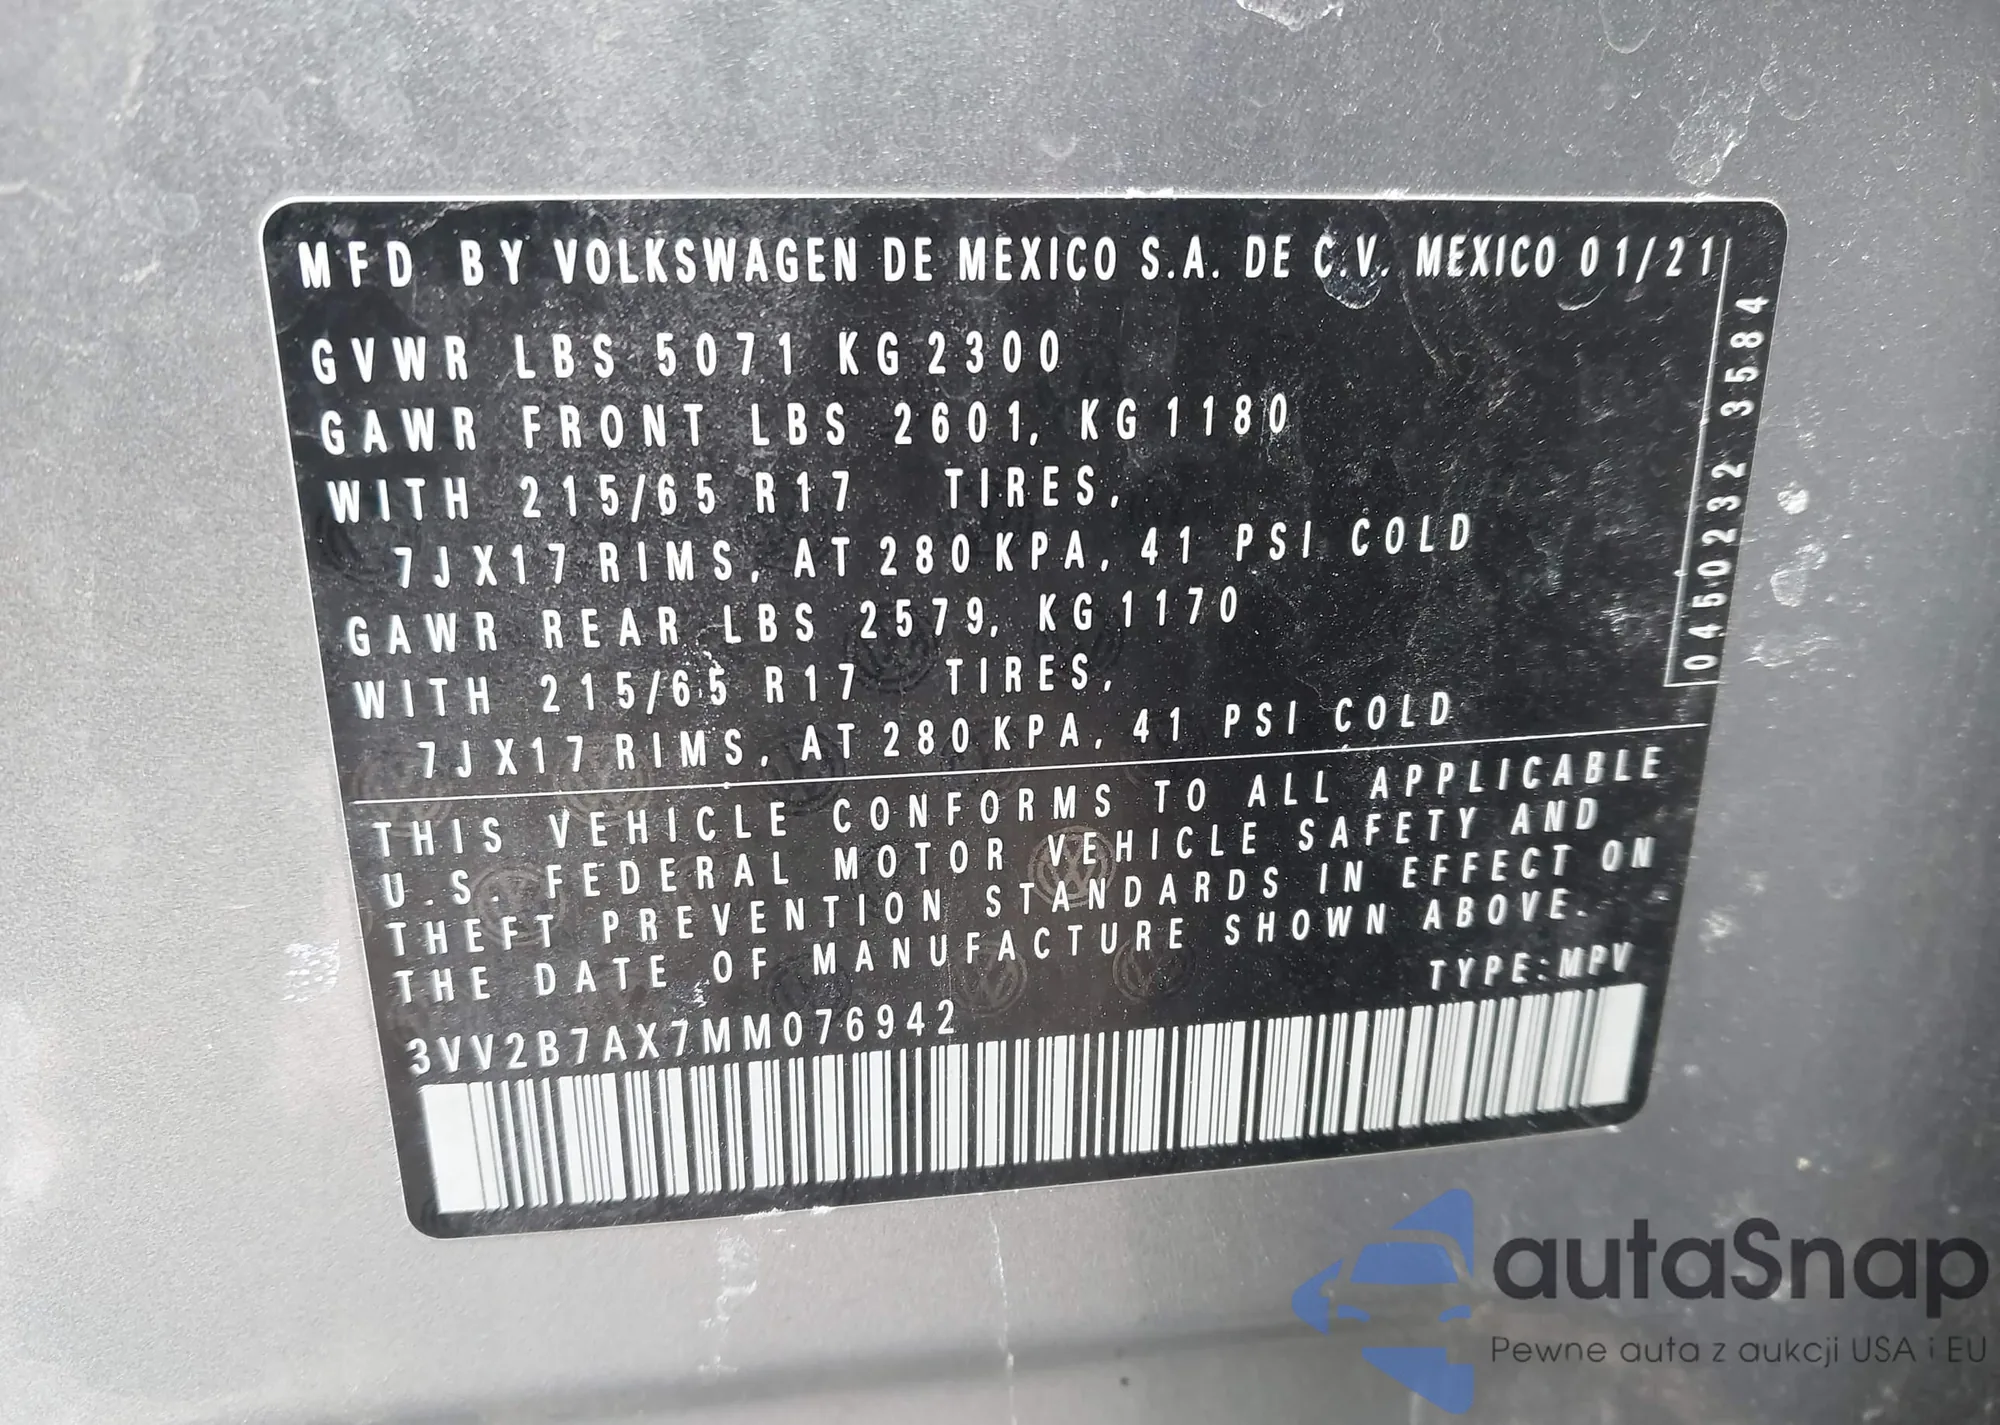 MFD BY VOLKSWAGEN DE MEXICO S.A. DE C.V. MEXICO 01/21
GVWR LBS 5071 KG 2300
GAWR FRONT LBS 2601, KG 1180
WITH 215/65 R17 TIRES,
7JX17 RIMS, AT 280 KPA, 41 PSI COLD
GAWR REAR LBS 2579, KG 1170
WITH 215/65 R17 TIRES,
7JX17 RIMS, AT 280 KPA, 41 PSI COLD
0450232 3584
THIS VEHICLE CONFORMS TO ALL APPLICABLE
U.S. FEDERAL MOTOR VEHICLE SAFETY AND
THEFT PREVENTION STANDARDS IN EFFECT ON
THE DATE OF MANUFACTURE SHOWN ABOVE.
TYPE:MPV
3VV2B7AX7MM076942
autaSnap
Pewne auta z aukcji USA i EU